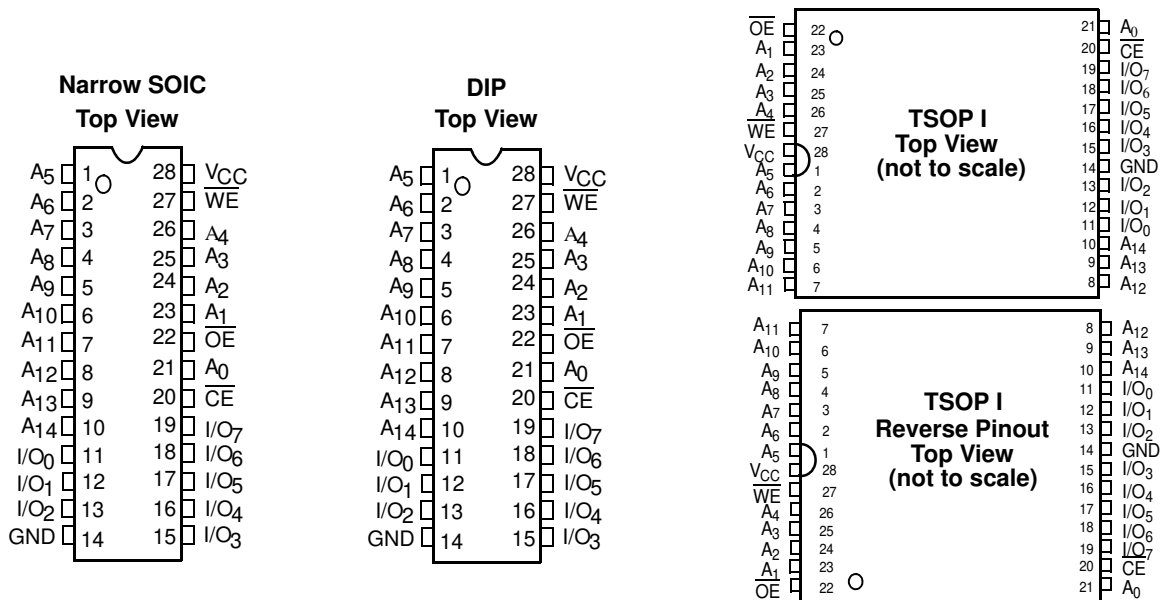 Narrow SOIC
Top View
A5 1 28 VCC
A6 2 27 WE
A7 3 26 A4
A8 4 25 A3
A9 5 24 A2
A10 6 23 A1
A11 7 22 OE
A12 8 21 A0
A13 9 20 CE
A14 10 19 I/O7
I/O0 11 18 I/O6
I/O1 12 17 I/O5
I/O2 13 16 I/O4
GND 14 15 I/O3
DIP
Top View
A5 1 28 VCC
A6 2 27 WE
A7 3 26 A4
A8 4 25 A3
A9 5 24 A2
A10 6 23 A1
A11 7 22 OE
A12 8 21 A0
A13 9 20 CE
A14 10 19 I/O7
I/O0 11 18 I/O6
I/O1 12 17 I/O5
I/O2 13 16 I/O4
GND 14 15 I/O3
TSOP I
Top View
(not to scale)
OE 22 21 A0
A1 23 20 CE
A2 24 19 I/O7
A3 25 18 I/O6
A4 26 17 I/O5
WE 27 16 I/O4
VCC 28 15 I/O3
A5 1 14 GND
A6 2 13 I/O2
A7 3 12 I/O1
A8 4 11 I/O0
A9 5 10 A14
A10 6 9 A13
A11 7 8 A12
TSOP I
Reverse Pinout
Top View
(not to scale)
A11 7 8 A12
A10 6 9 A13
A9 5 10 A14
A8 4 11 I/O0
A7 3 12 I/O1
A6 2 13 I/O2
A5 1 14 GND
VCC 28 15 I/O3
WE 27 16 I/O4
A4 26 17 I/O5
A3 25 18 I/O6
A2 24 19 I/O7
A1 23 20 CE
OE 22 21 A0